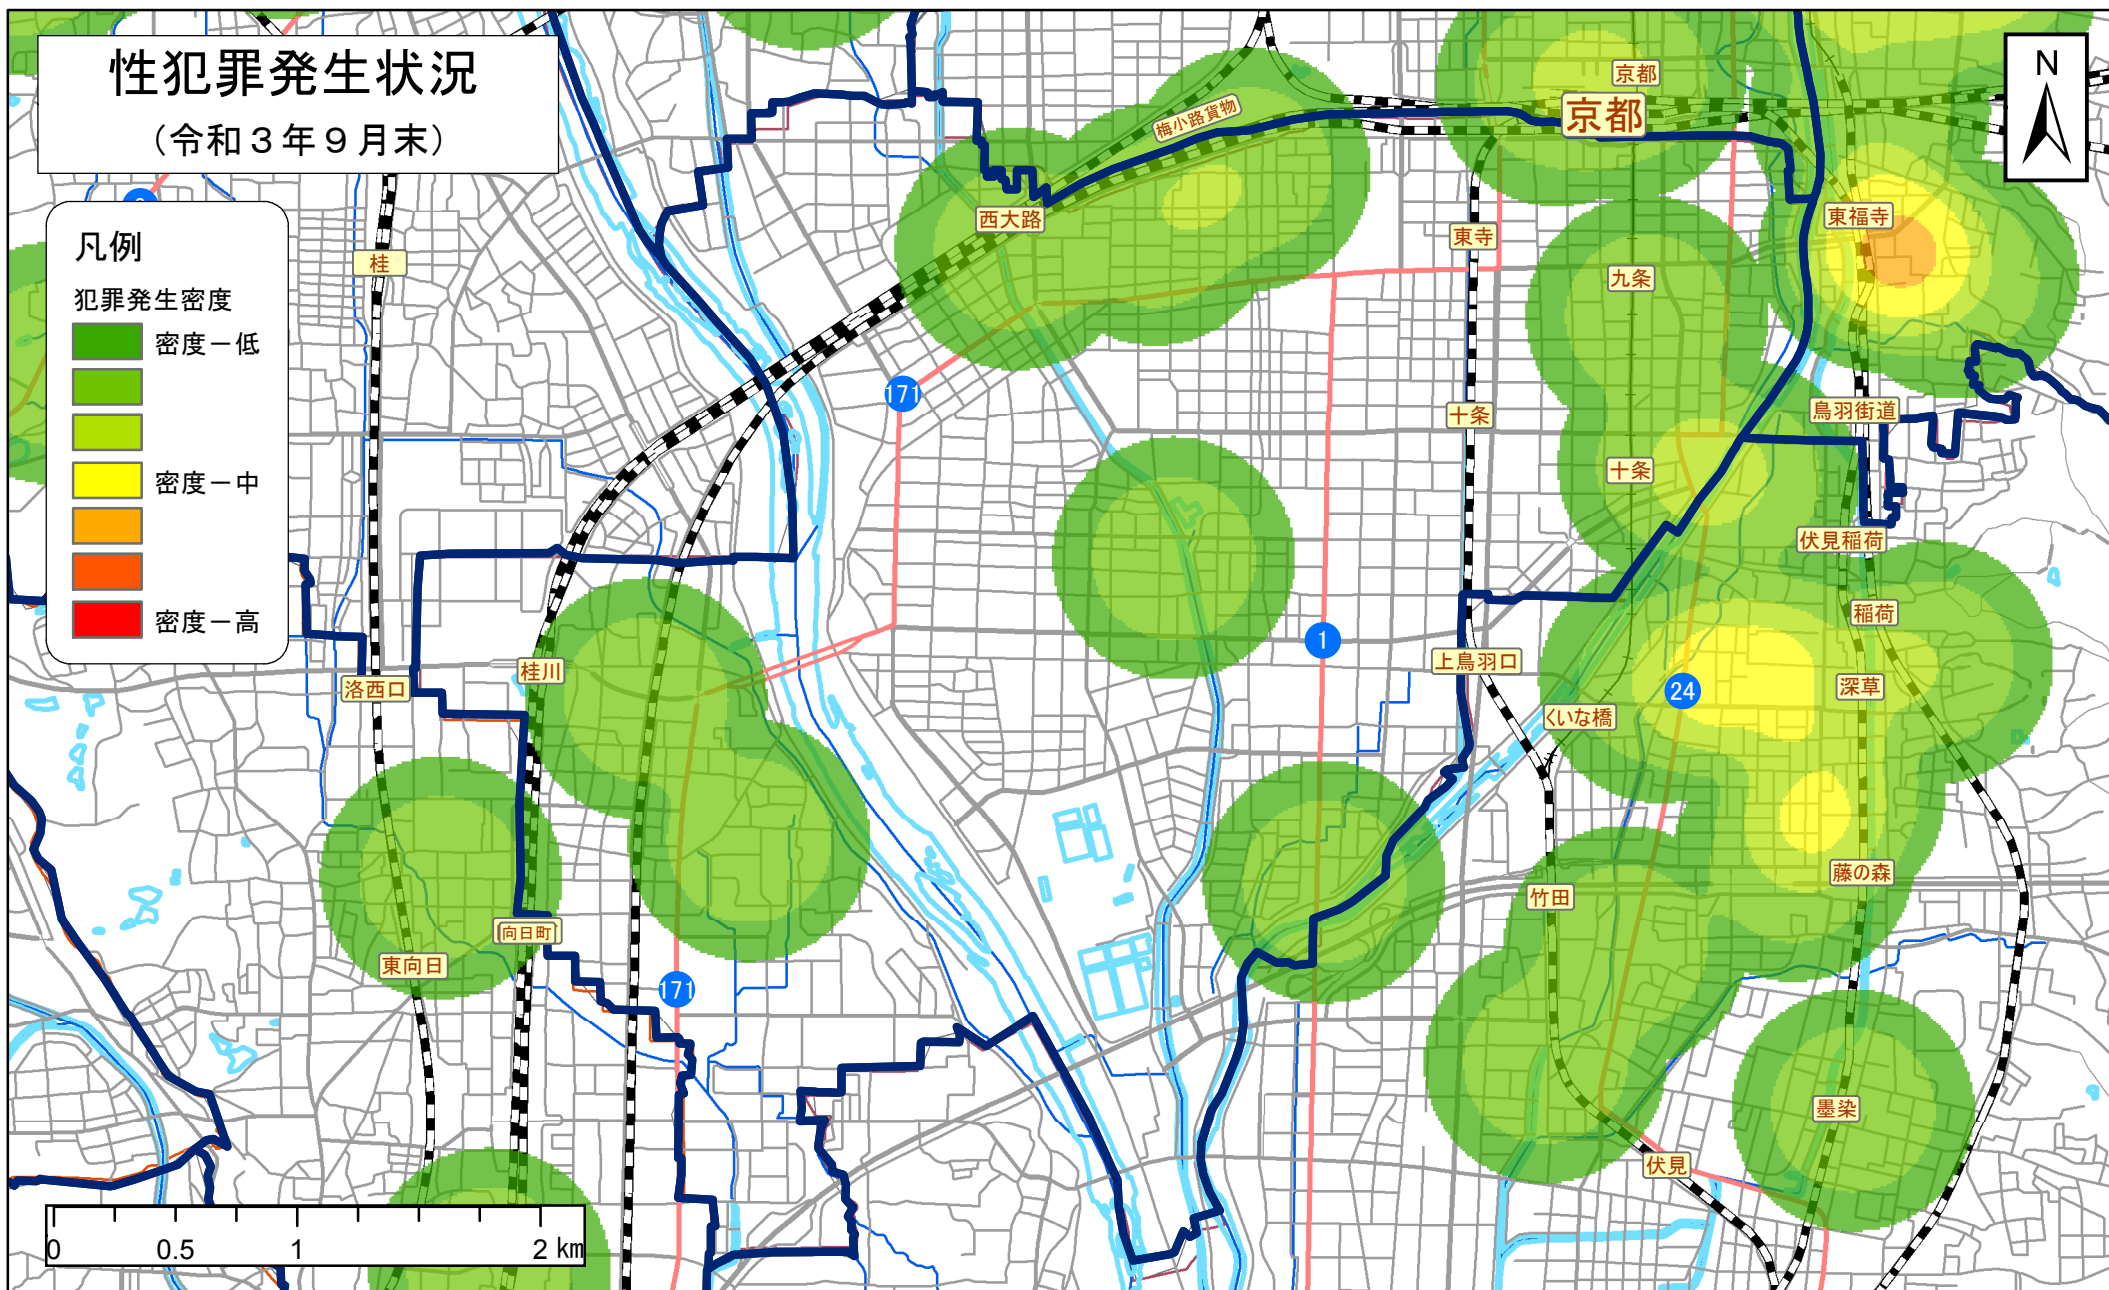 性犯罪発生状況
（令和３年９月末）
N
凡例
犯罪発生密度
密度－低
密度－中
密度－高
京都
京都
梅小路貨物
西大路
東寺
東福寺
九条
桂
171
十条
鳥羽街道
十条
伏見稲荷
稲荷
1
上鳥羽口
桂川
洛西口
深草
24
くいな橋
藤の森
竹田
向日町
東向日
171
墨染
伏見
0 0.5 1 2 km